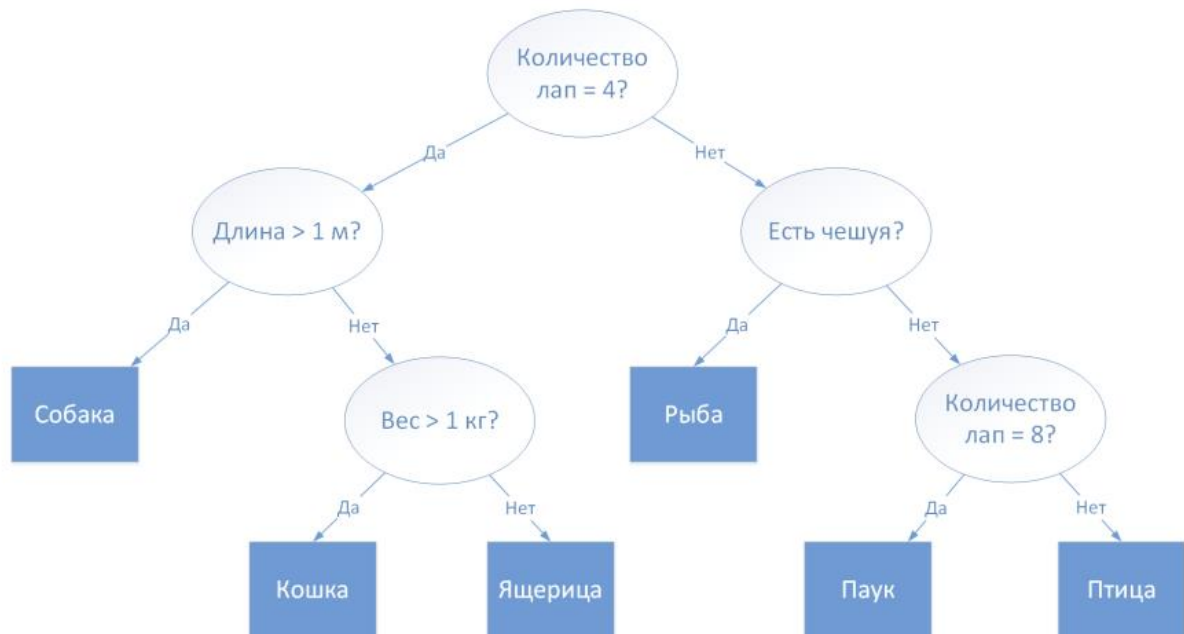 Количество
лап = 4?
Да
Нет
Длина > 1 м?
Есть чешуя?
Да
Нет
Да
Нет
Собака
Вес > 1 кг?
Рыба
Количество
лап = 8?
Да
Нет
Да
Нет
Кошка
Ящерица
Паук
Птица